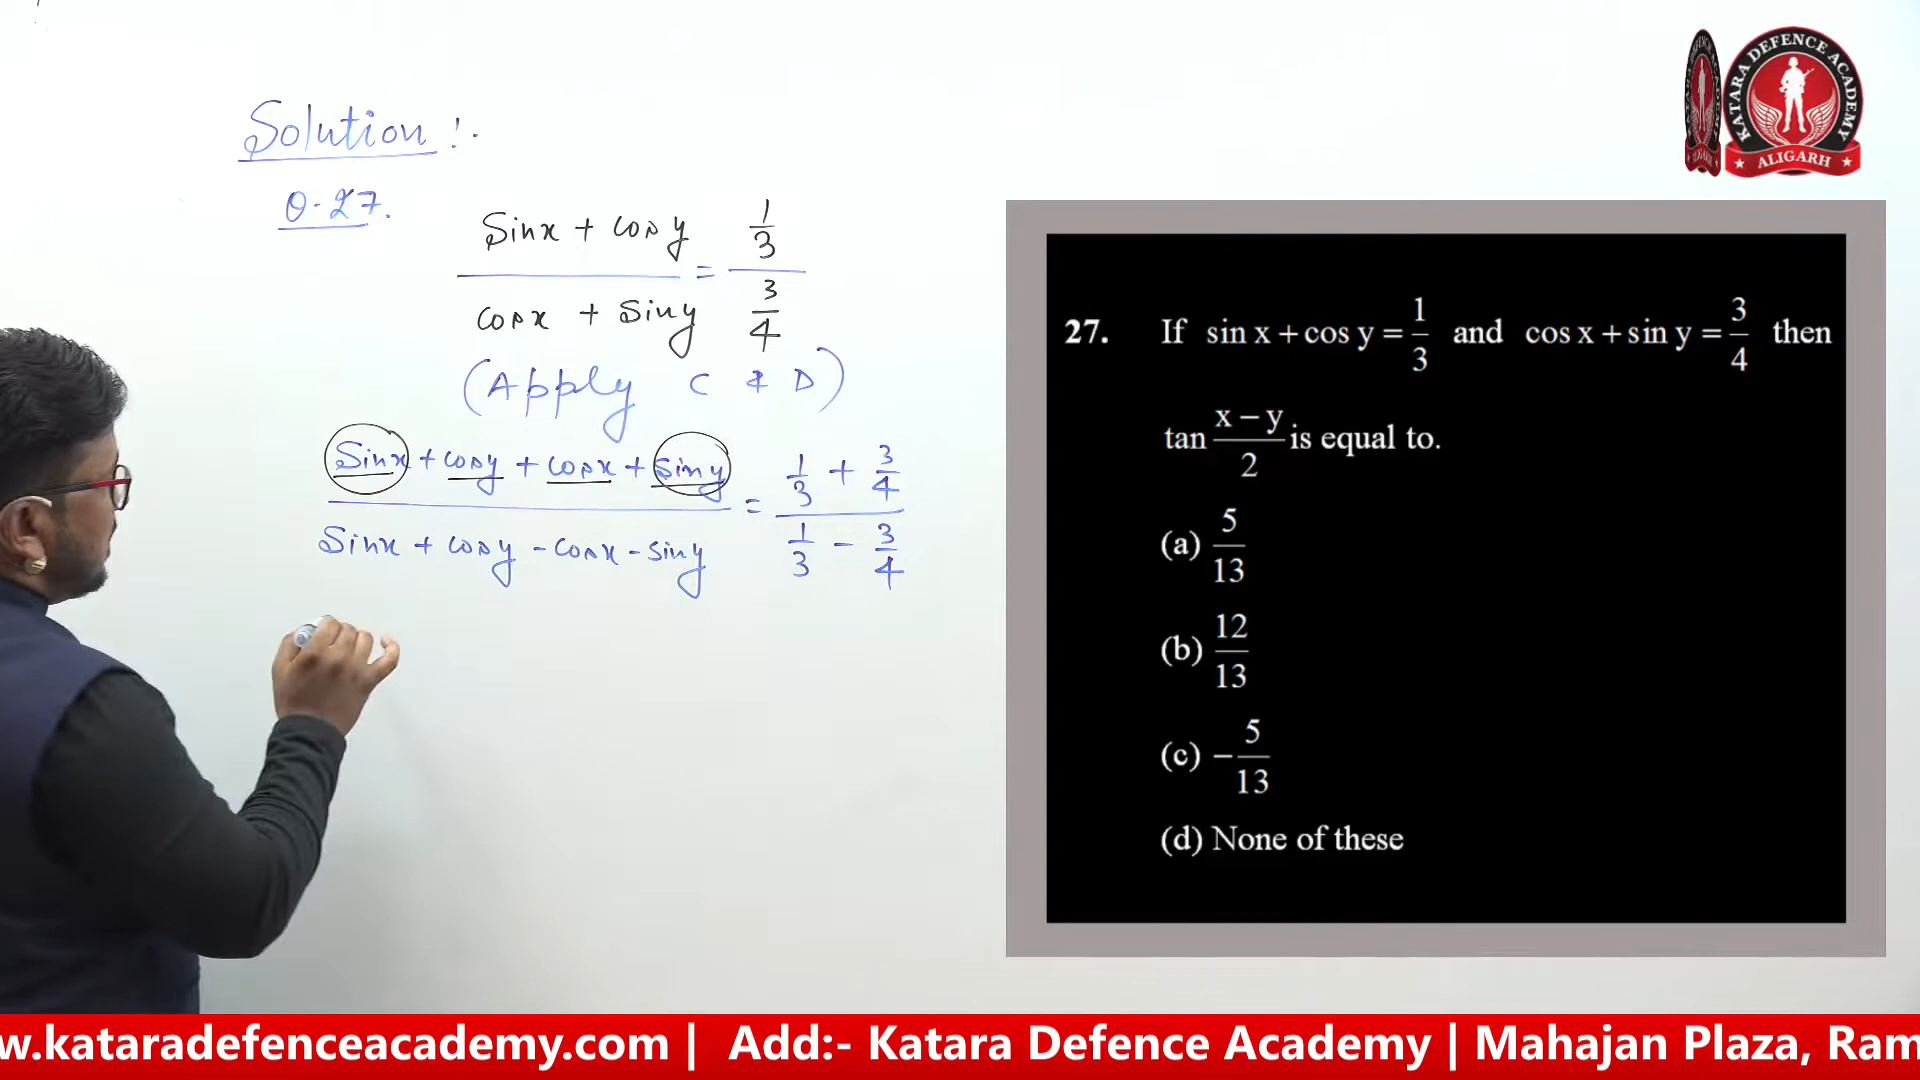 Solution :-
Q.27.
Sinx + cosy / cosx + Siny = 1/3 / 3/4
(Apply C & D)
Sinx + cosy + cosx + siny / Sinx + cosy - cosx - siny = 1/3 + 3/4 / 1/3 - 3/4
KATARA DEFENCE ACADEMY
ALIGARH
27. If sin x + cos y = 1/3 and cos x + sin y = 3/4 then
tan x – y / 2 is equal to.
(a) 5/13
(b) 12/13
(c) – 5/13
(d) None of these
w.kataradefenceacademy.com | Add:- Katara Defence Academy | Mahajan Plaza, Ram